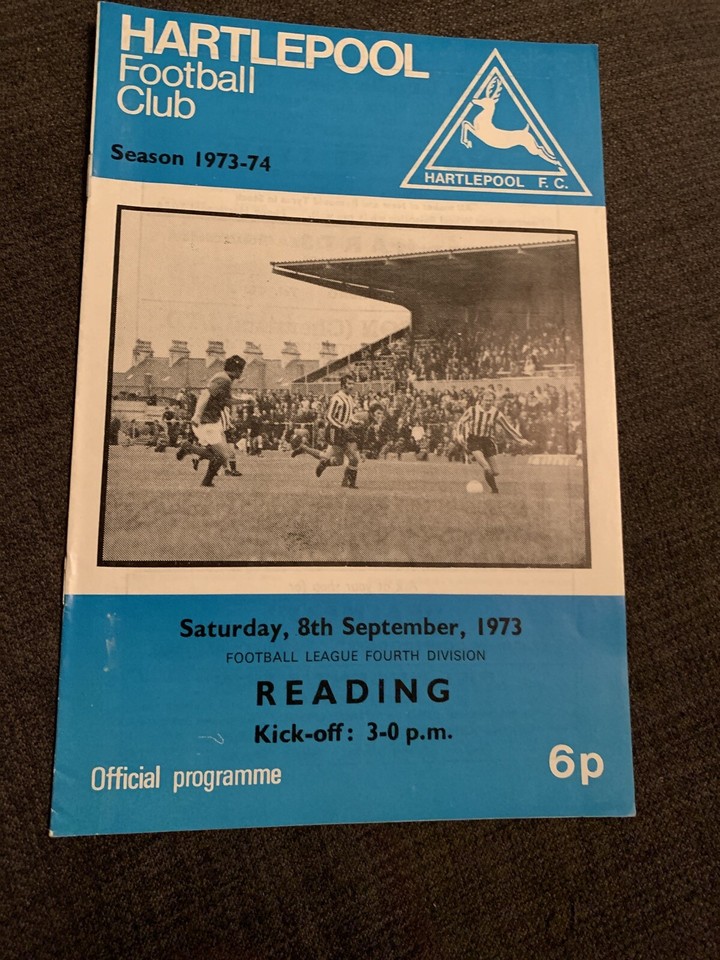 HARTLEPOOL
Football
Club
Season 1973-74
HARTLEPOOL F. C.
Saturday, 8th September, 1973
FOOTBALL LEAGUE FOURTH DIVISION
READING
Kick-off: 3-0 p.m.
Official programme
6p